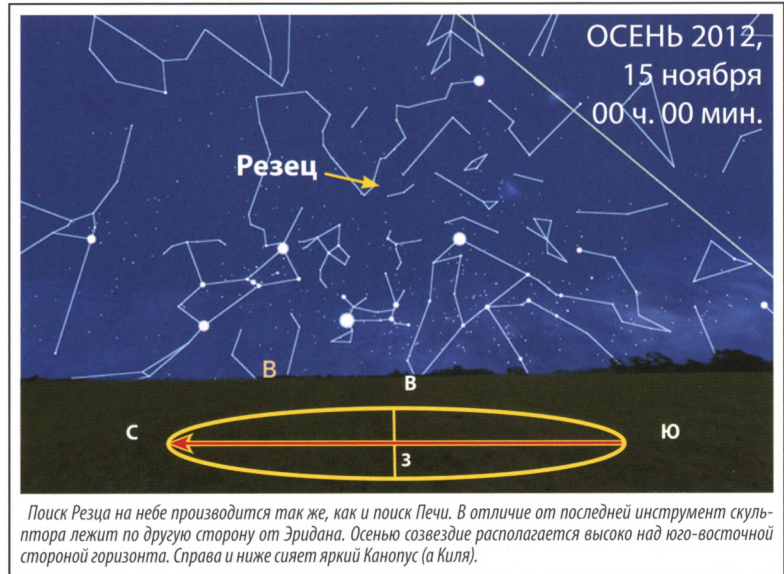 ОСЕНЬ 2012,
15 ноября
00 ч. 00 мин.
Резец
В
В
С
Ю
З
Поиск Резца на небе производится так же, как и поиск Печи. В отличие от последней инструмент скуль-
птора лежит по другую сторону от Эридана. Осенью созвездие располагается высоко над юго-восточной
стороной горизонта. Справа и ниже сияет яркий Канопус (а Киля).